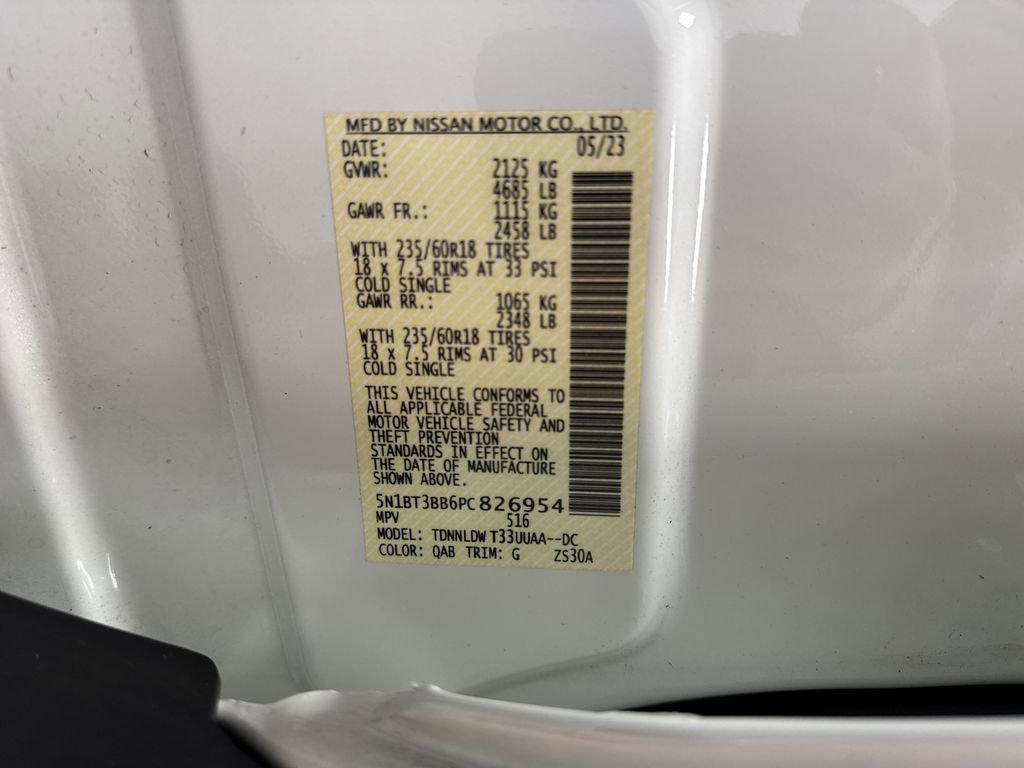 MFD BY NISSAN MOTOR CO., LTD.
DATE: 05/23
GVWR: 2125 KG
4685 LB
GAWR FR.: 1115 KG
2458 LB
WITH 235/60R18 TIRES
18 x 7.5 RIMS AT 33 PSI
COLD SINGLE
GAWR RR.: 1065 KG
2348 LB
WITH 235/60R18 TIRES
18 x 7.5 RIMS AT 30 PSI
COLD SINGLE
THIS VEHICLE CONFORMS TO
ALL APPLICABLE FEDERAL
MOTOR VEHICLE SAFETY AND
THEFT PREVENTION
STANDARDS IN EFFECT ON
THE DATE OF MANUFACTURE
SHOWN ABOVE.
5N1BT3BB6PC826954
MPV 516
MODEL: TDNNLDW T33UUAA--DC
COLOR: QAB TRIM: G ZS30A